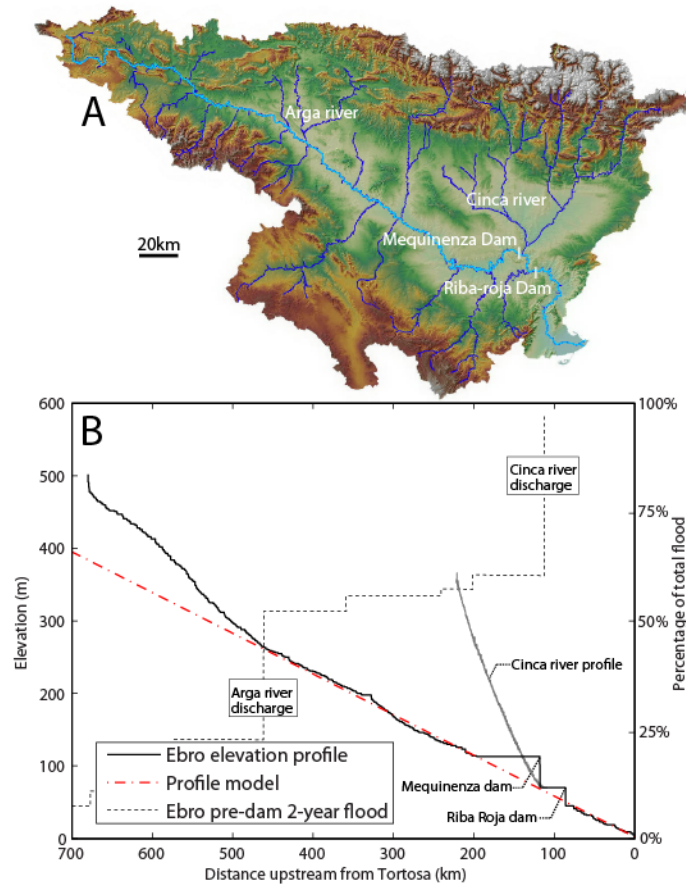 A
Arga river
Cinca river
20km
Mequinenza Dam
Riba-roja Dam
B
600
500
400
300
200
100
0
Elevation (m)
100%
75%
50%
25%
0%
Percentage of total flood
Cinca river
discharge
Arga river
discharge
Cinca river profile
Mequinenza dam
Riba Roja dam
Ebro elevation profile
Profile model
Ebro pre-dam 2-year flood
700 600 500 400 300 200 100 0
Distance upstream from Tortosa (km)